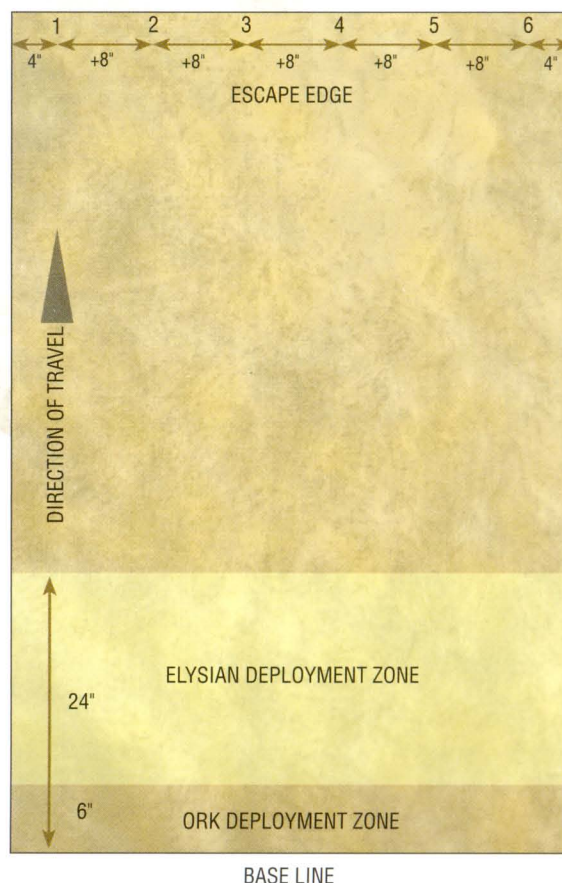 1 2 3 4 5 6
4" +8" +8" +8" +8" +8" 4"
ESCAPE EDGE
DIRECTION OF TRAVEL
ELYSIAN DEPLOYMENT ZONE
24"
6"
ORK DEPLOYMENT ZONE
BASE LINE